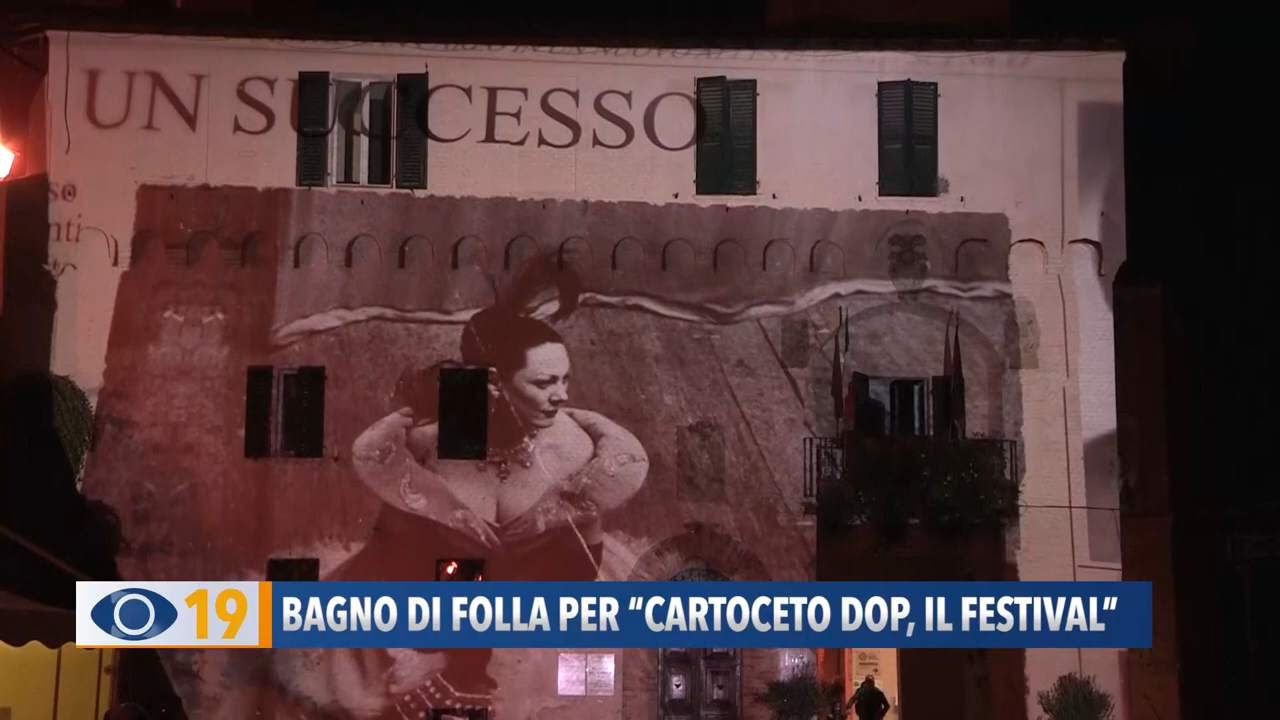 UN SUCCESSO
19
BAGNO DI FOLLA PER “CARTOCETO DOP, IL FESTIVAL”